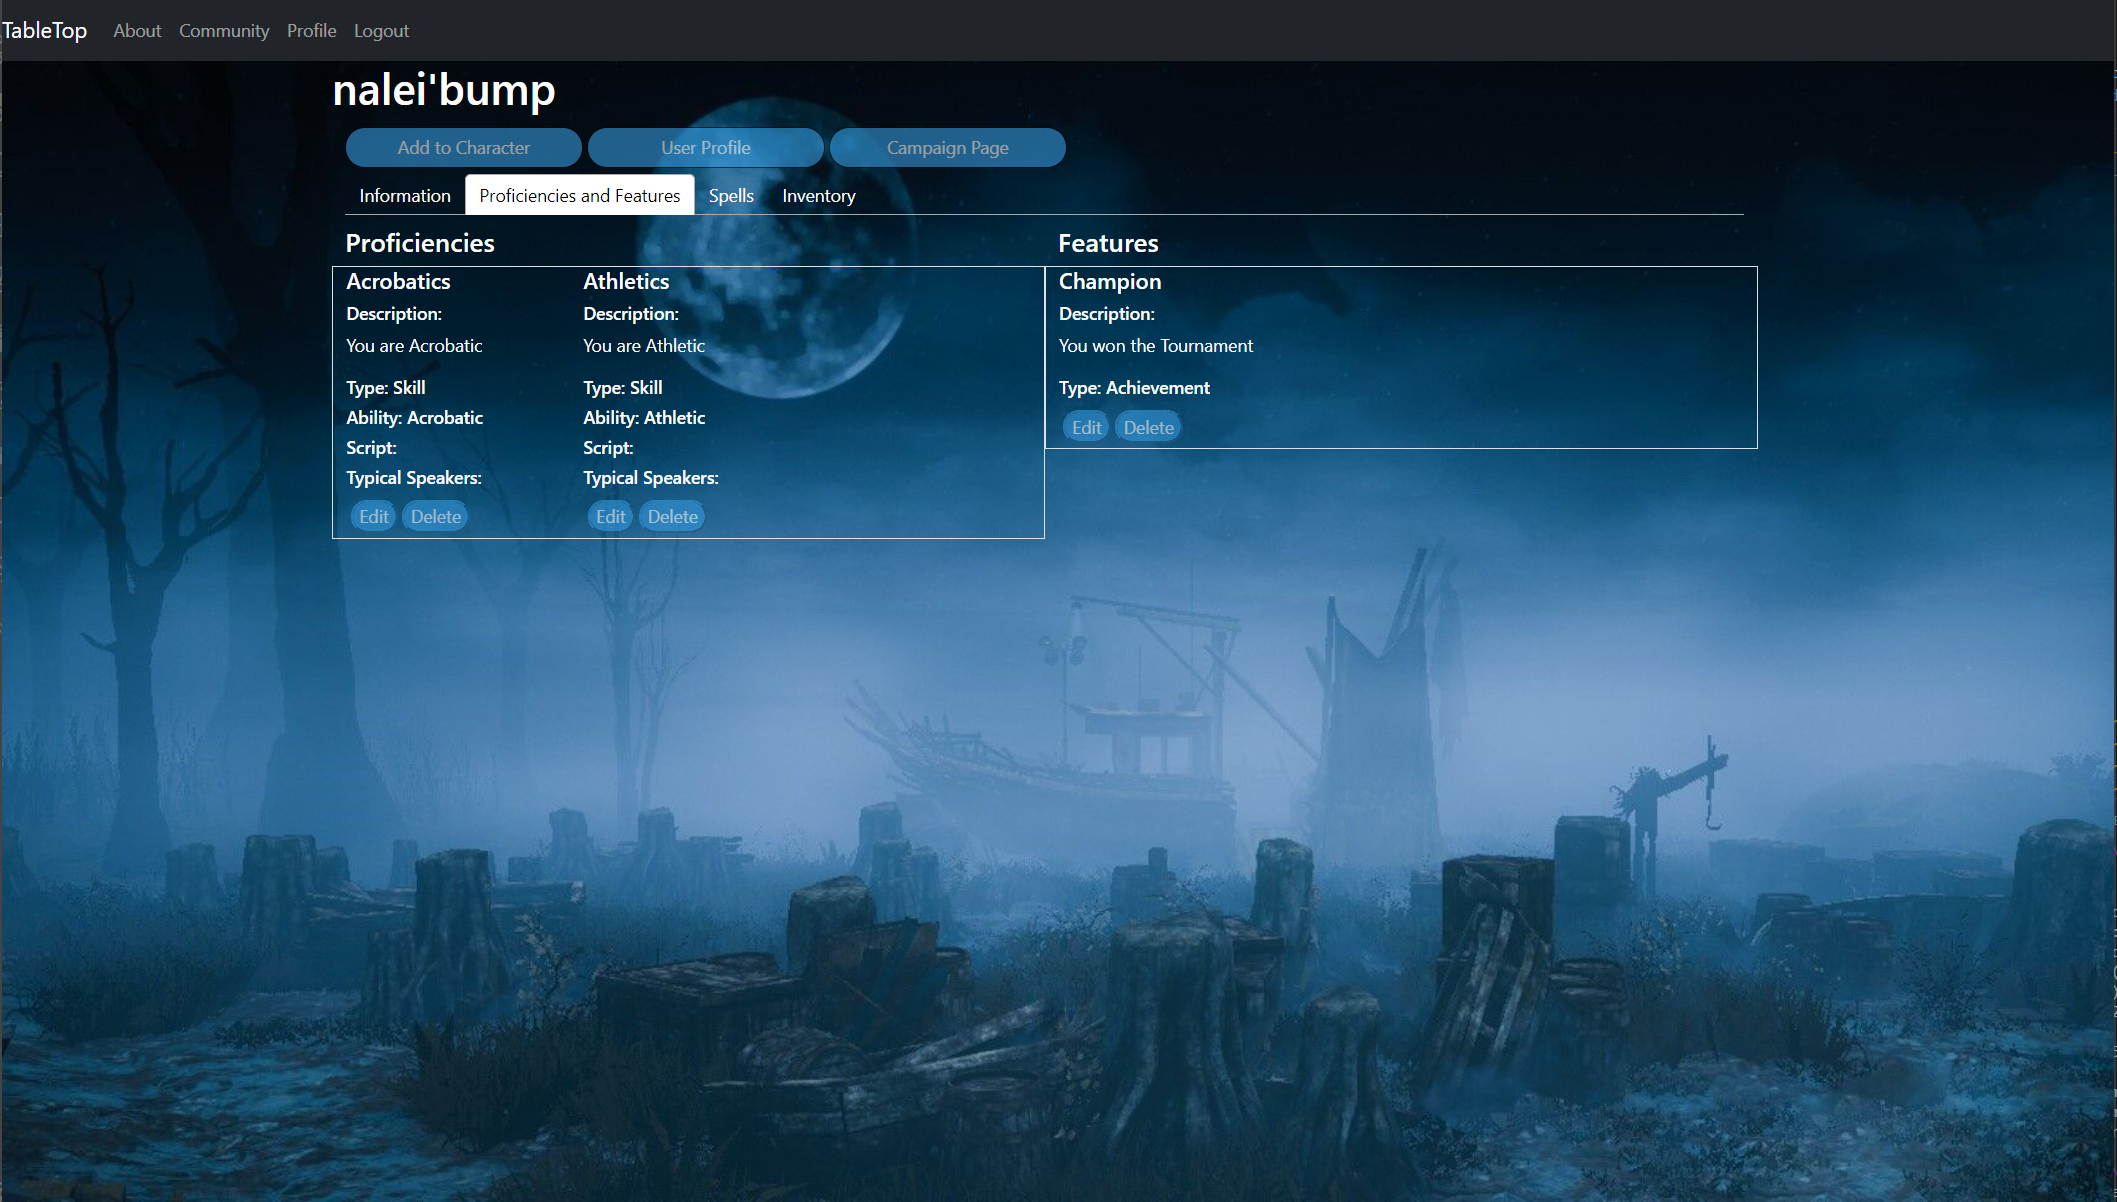 TableTop About Community Profile Logout
nalei'bump
Add to Character User Profile Campaign Page
Information Proficiencies and Features Spells Inventory
Proficiencies
Acrobatics
Description:
You are Acrobatic
Type: Skill
Ability: Acrobatic
Script:
Typical Speakers:
Edit Delete
Athletics
Description:
You are Athletic
Type: Skill
Ability: Athletic
Script:
Typical Speakers:
Edit Delete
Features
Champion
Description:
You won the Tournament
Type: Achievement
Edit Delete